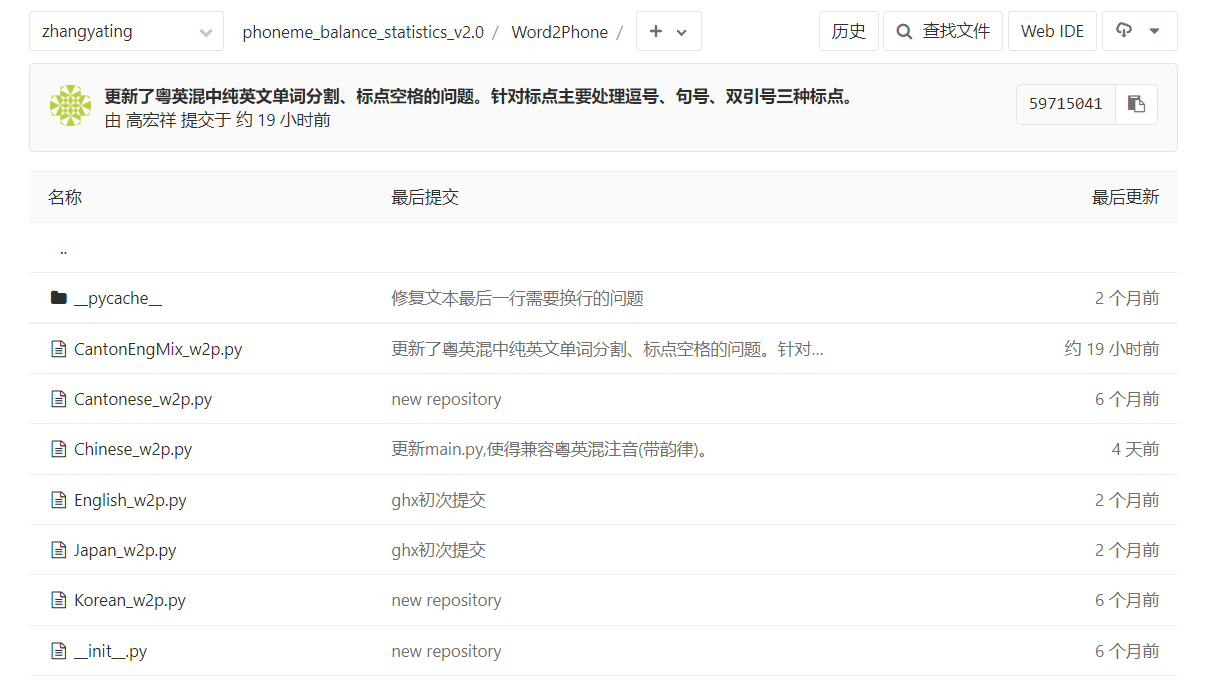 zhangyating phoneme_balance_statistics_v2.0 / Word2Phone / + 历史 查找文件 Web IDE
更新了粤英混中纯英文单词分割、标点空格的问题。针对标点主要处理逗号、句号、双引号三种标点。
由 高宏祥 提交于 约 19 小时前
59715041
名称 最后提交 最后更新
..
__pycache__ 修复文本最后一行需要换行的问题 2 个月前
CantonEngMix_w2p.py 更新了粤英混中纯英文单词分割、标点空格的问题。针对... 约 19 小时前
Cantonese_w2p.py new repository 6 个月前
Chinese_w2p.py 更新main.py,使得兼容粤英混注音(带韵律)。 4 天前
English_w2p.py ghx初次提交 2 个月前
Japan_w2p.py ghx初次提交 2 个月前
Korean_w2p.py new repository 6 个月前
__init__.py new repository 6 个月前